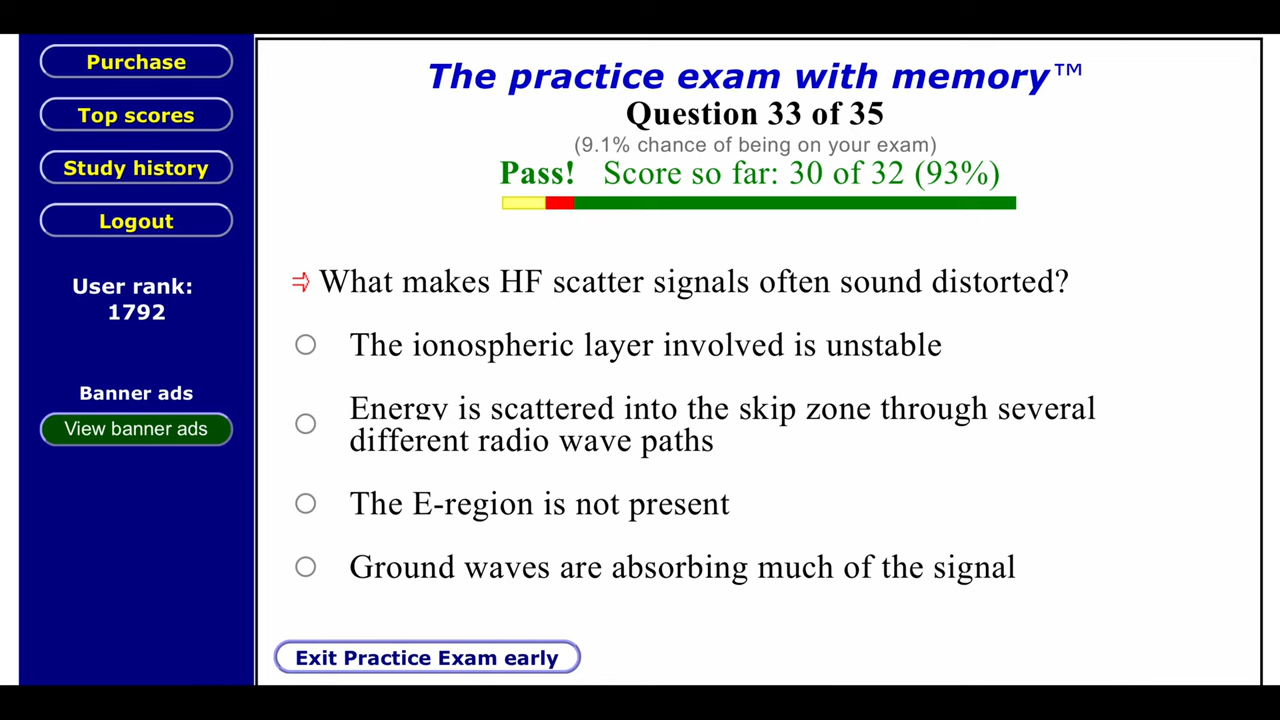 Purchase
Top scores
Study history
Logout
User rank:
1792
Banner ads
View banner ads
The practice exam with memory™
Question 33 of 35
(9.1% chance of being on your exam)
Pass! Score so far: 30 of 32 (93%)
⇨ What makes HF scatter signals often sound distorted?
The ionospheric layer involved is unstable
Energy is scattered into the skip zone through several
different radio wave paths
The E-region is not present
Ground waves are absorbing much of the signal
Exit Practice Exam early